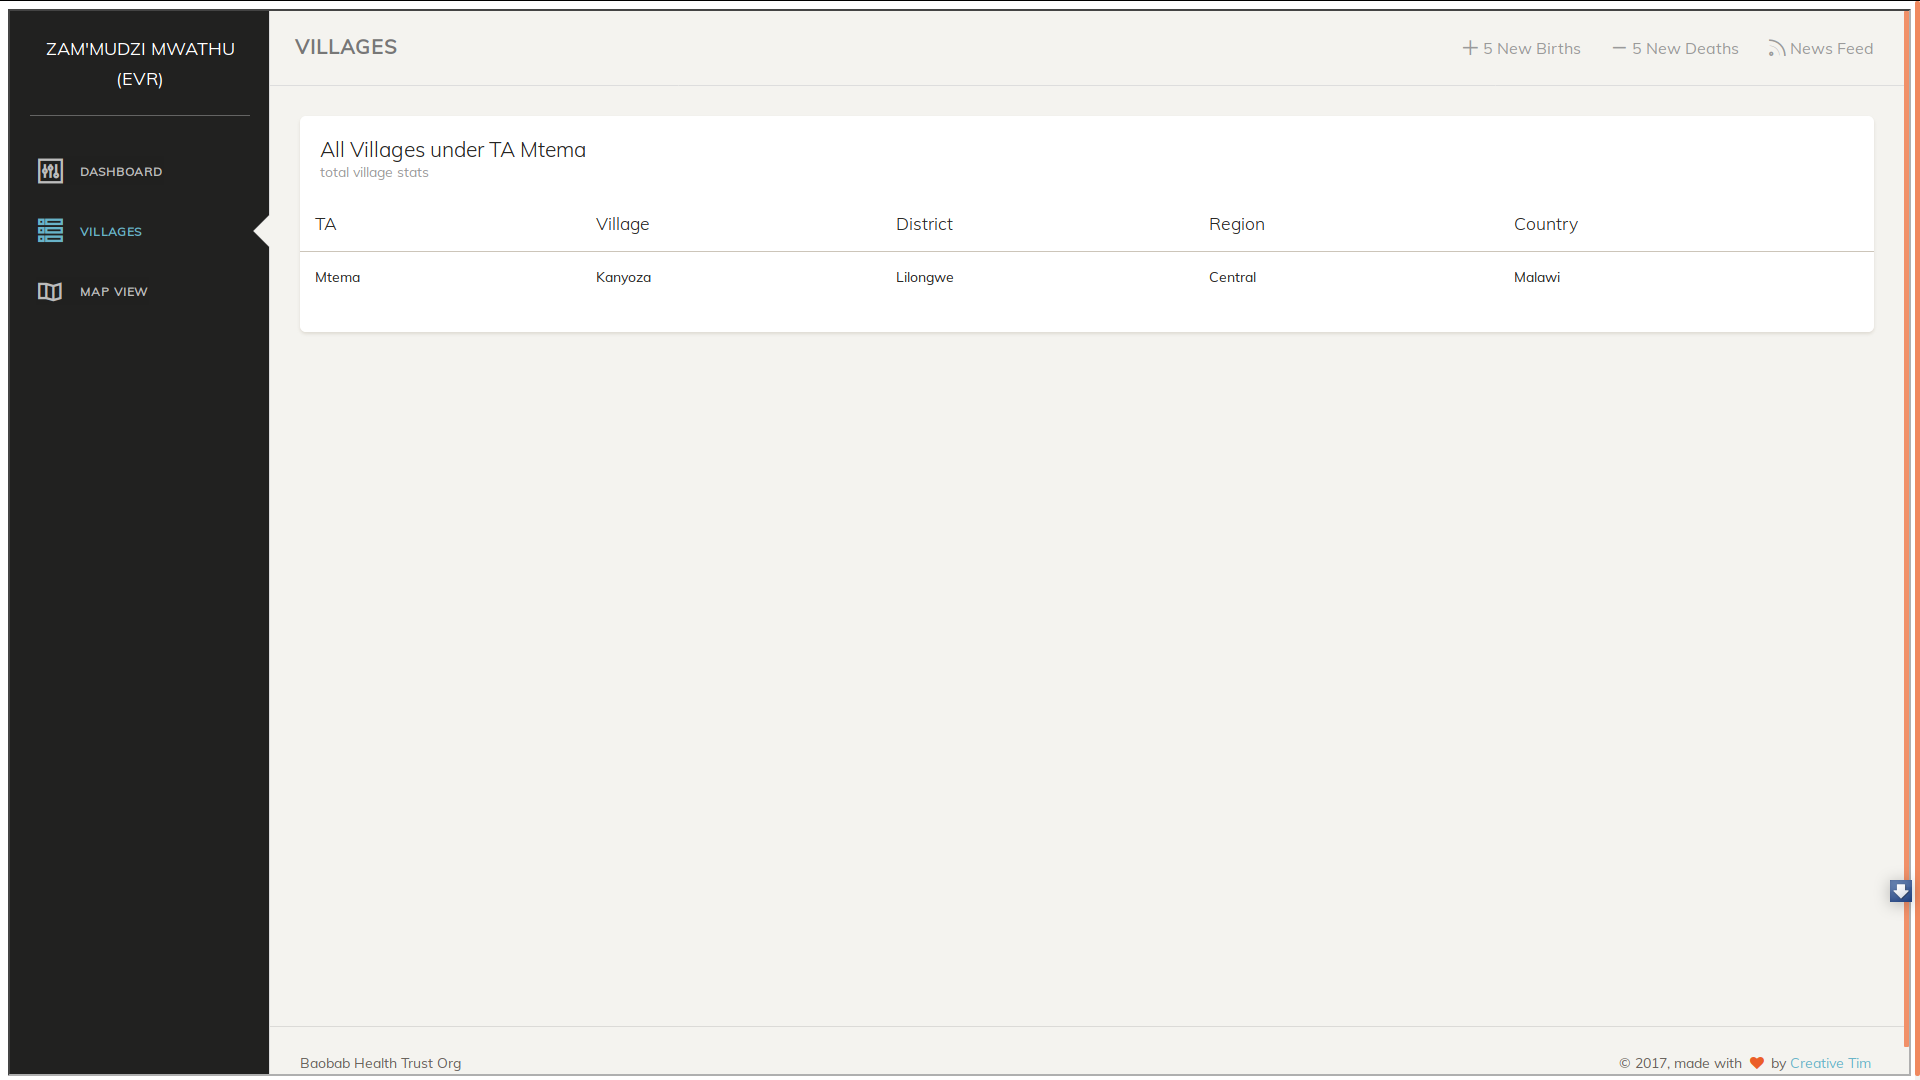 ZAM'MUDZI MWATHU
(EVR)
DASHBOARD
VILLAGES
MAP VIEW
VILLAGES
5 New Births
5 New Deaths
News Feed
All Villages under TA Mtema
total village stats
TA Village District Region Country
Mtema Kanyoza Lilongwe Central Malawi
Baobab Health Trust Org
© 2017, made with by Creative Tim